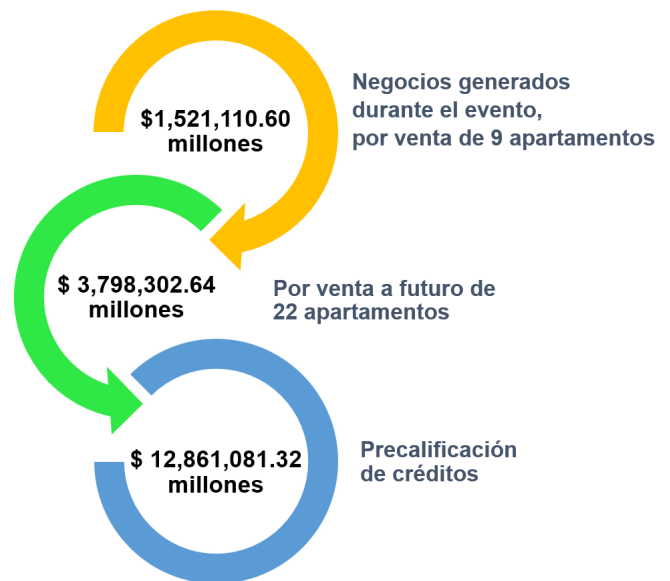 $1,521,110.60
millones
Negocios generados
durante el evento,
por venta de 9 apartamentos
$ 3,798,302.64
millones
Por venta a futuro de
22 apartamentos
$ 12,861,081.32
millones
Precalificación
de créditos